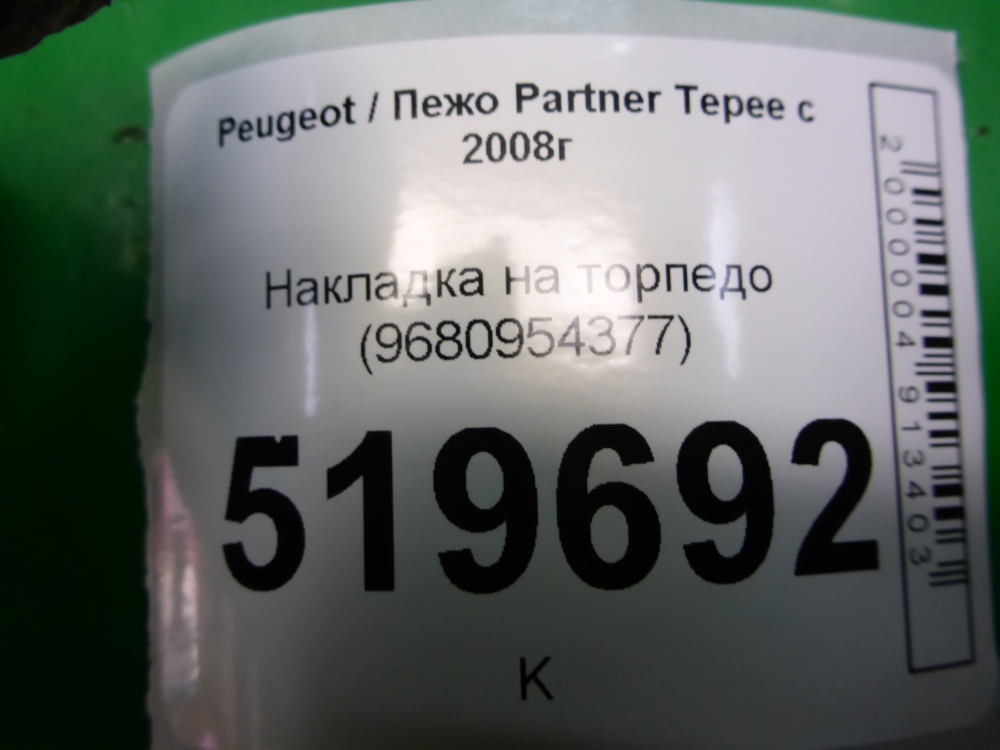 Peugeot / Пежо Partner Tepee с
2008г
Накладка на торпедо
(9680954377)
519692
К
2000004913403